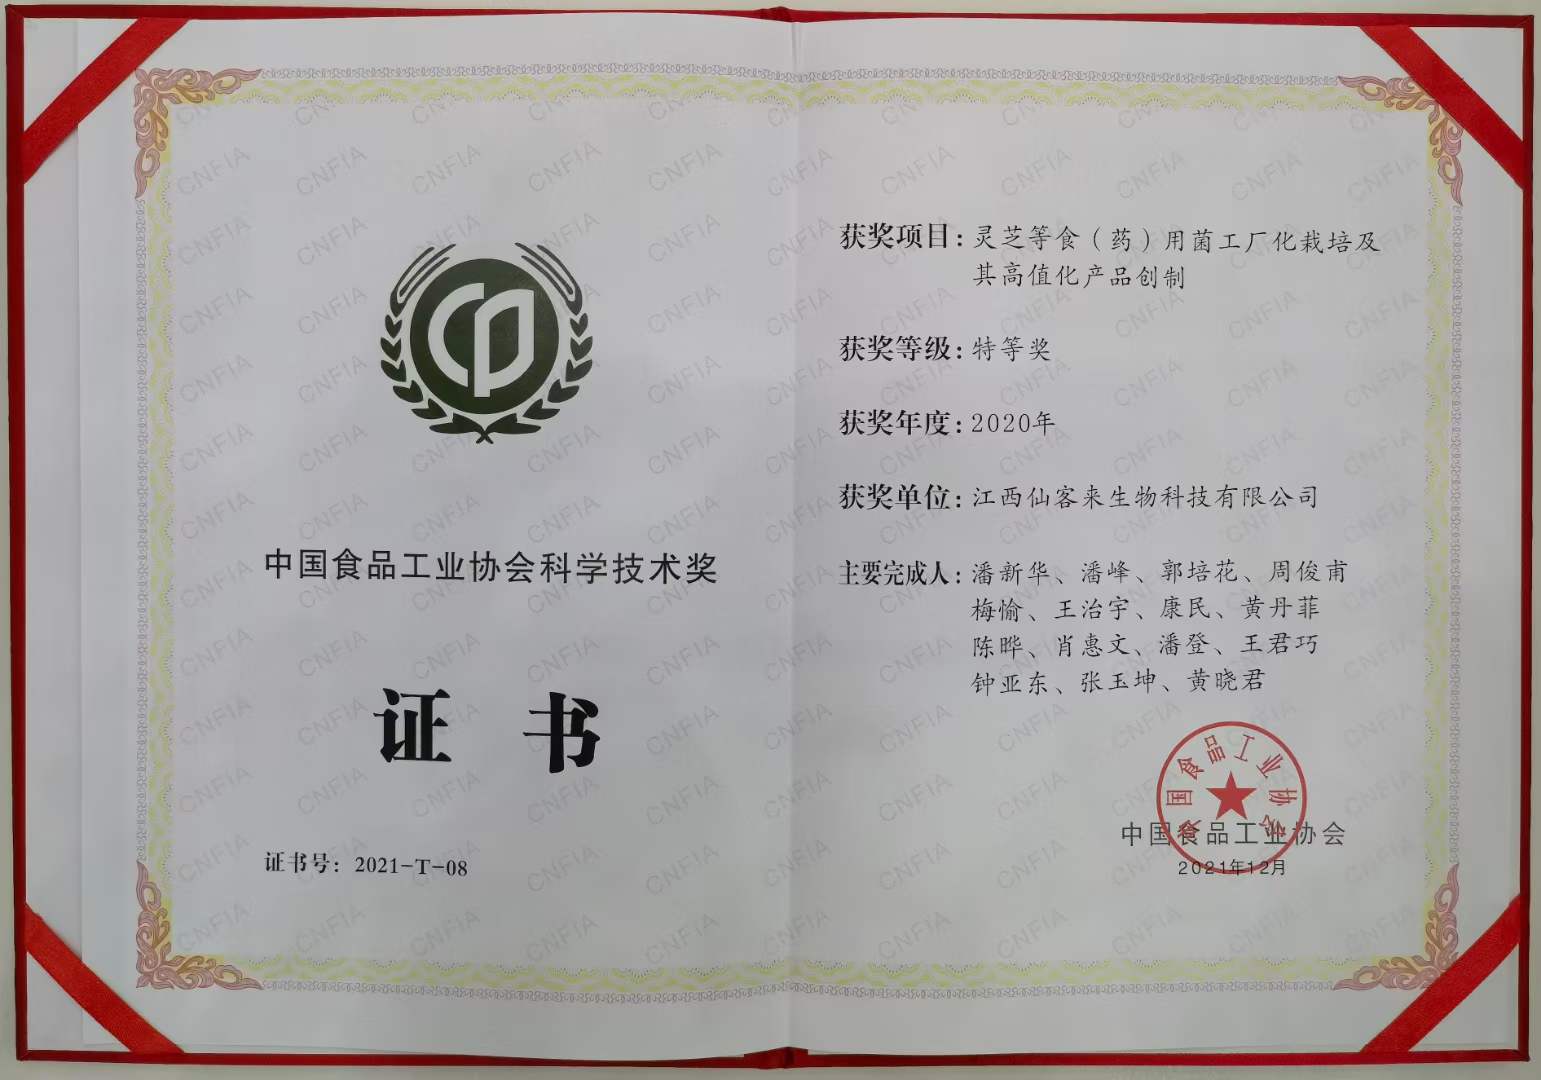 中国食品工业协会科学技术奖
证书
证书号：2021-T-08
获奖项目：灵芝等食（药）用菌工厂化栽培及
其高值化产品创制
获奖等级：特等奖
获奖年度：2020年
获奖单位：江西仙客来生物科技有限公司
主要完成人：潘新华、潘峰、郭培花、周俊甫
梅愉、王治宇、康民、黄丹菲
陈晔、肖惠文、潘登、王君巧
钟亚东、张玉坤、黄晓君
中国食品工业协会
2021年12月
CNFIA